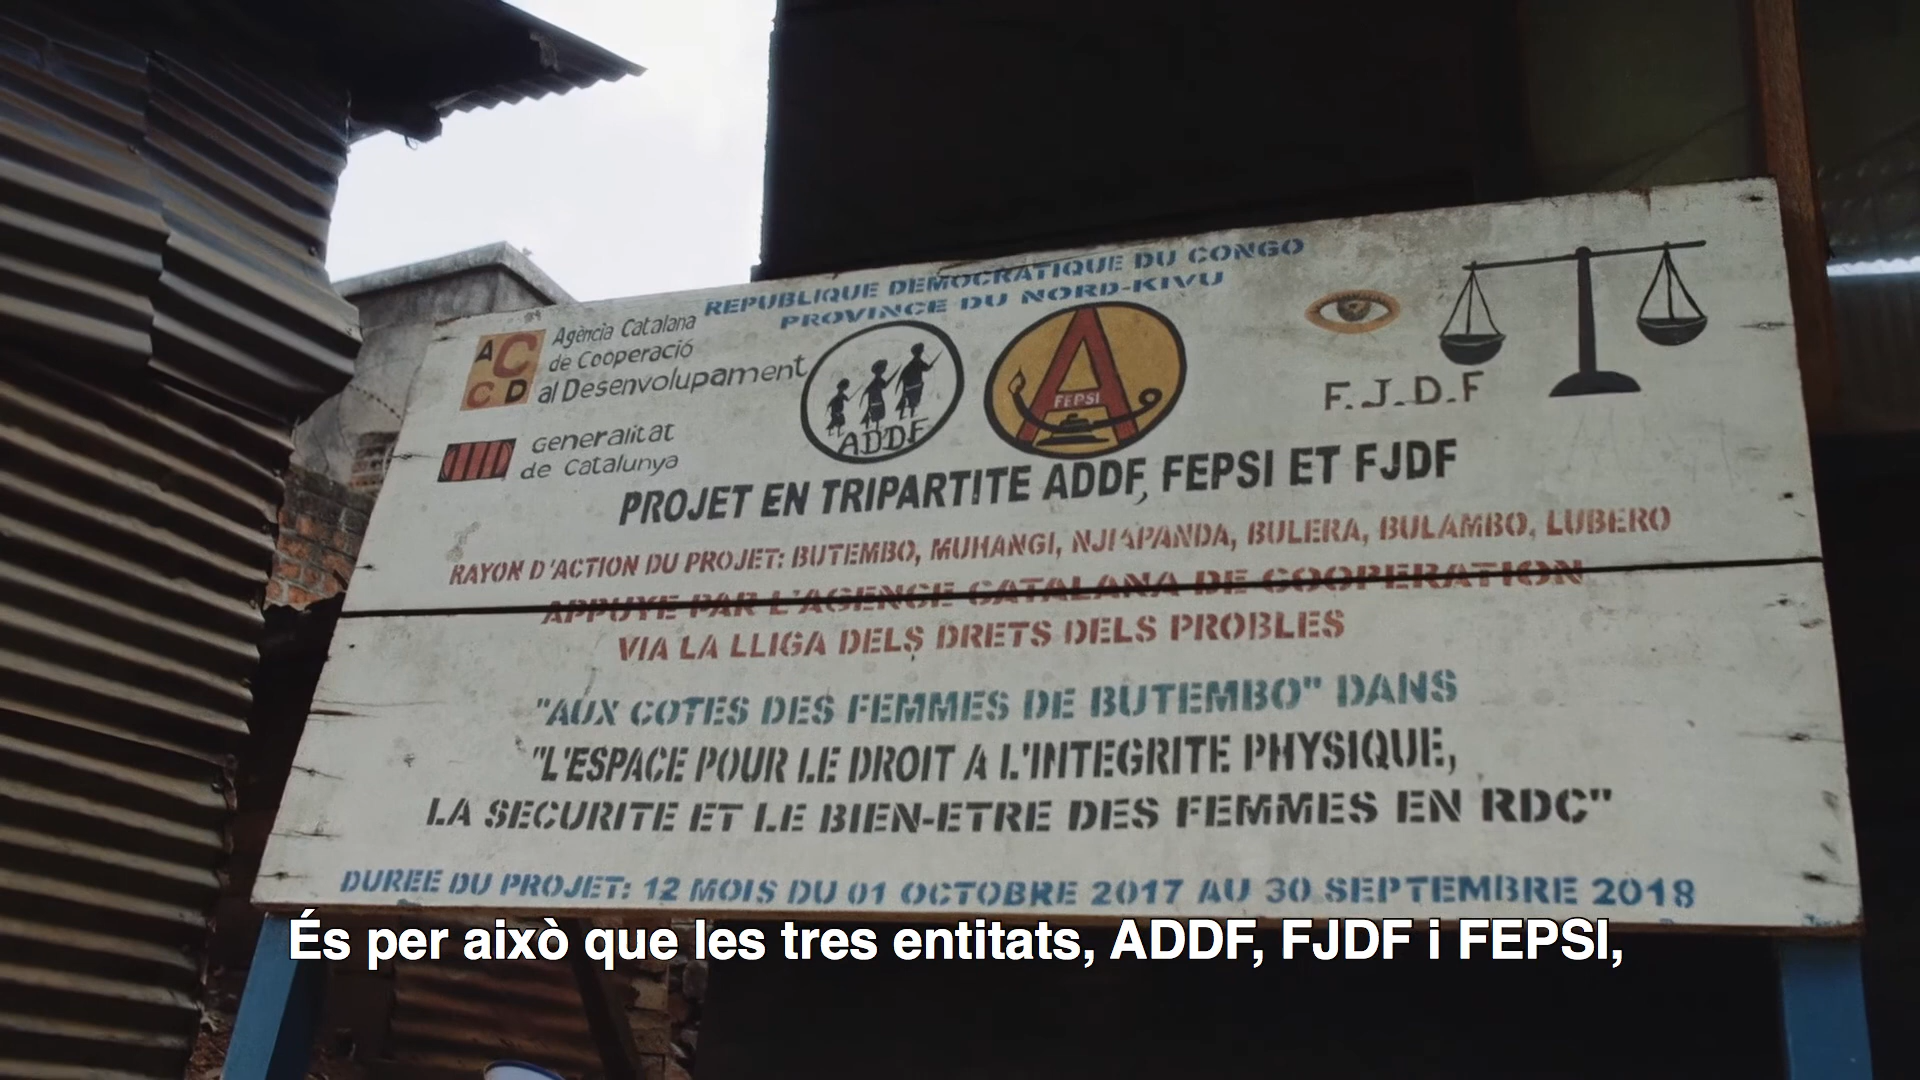 REPUBLIQUE DEMOCRATIQUE DU CONGO
PROVINCE DU NORD-KIVU
A C C D
Agència Catalana
de Cooperació
al Desenvolupament
Generalitat
de Catalunya
ADDF
FEPSI
F.J.D.F
PROJET EN TRIPARTITE ADDF, FEPSI ET FJDF
RAYON D'ACTION DU PROJET: BUTEMBO, MUHANGI, NJIAPANDA, BULERA, BULAMBO, LUBERO
APPUYE PAR L'AGENCE CATALANA DE COOPERATION
VIA LA LLIGA DELS DRETS DELS PROBLES
"AUX COTES DES FEMMES DE BUTEMBO" DANS
"L'ESPACE POUR LE DROIT A L'INTEGRITE PHYSIQUE,
LA SECURITE ET LE BIEN-ETRE DES FEMMES EN RDC"
DUREE DU PROJET: 12 MOIS DU 01 OCTOBRE 2017 AU 30 SEPTEMBRE 2018
És per això que les tres entitats, ADDF, FJDF i FEPSI,